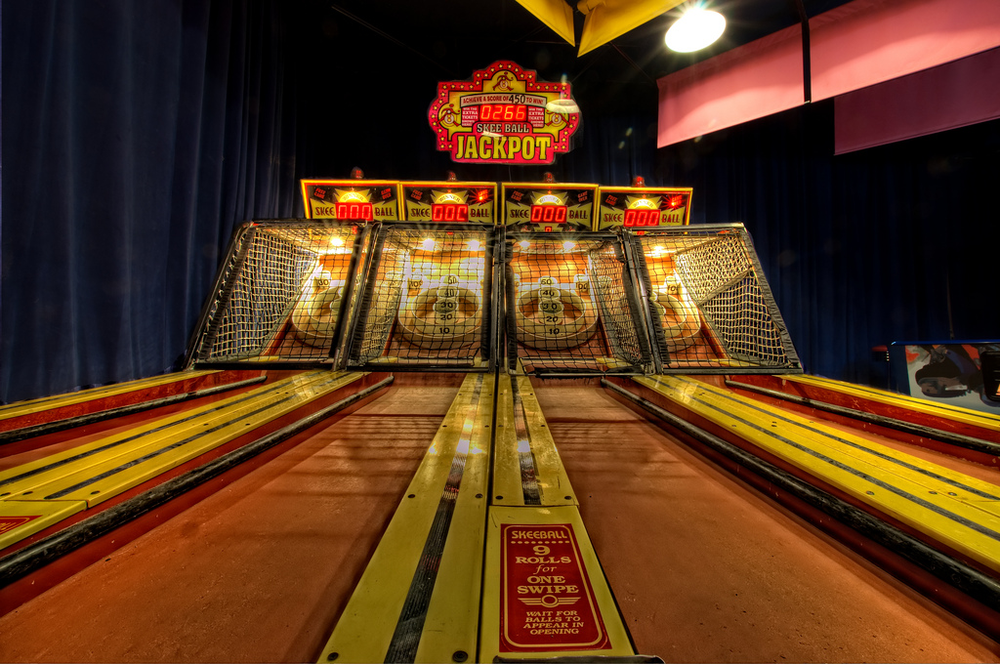 ACHIEVE A SCORE OF 450 TO WIN!
0266
SKEE BALL
JACKPOT
SKEE 000 BALL
SKEE 000 BALL
SKEE 000 BALL
SKEE 000 BALL
30
50
40
30
20
10
50
40
30
20
10
SKEEBALL
9
ROLLS
for
ONE
SWIPE
WAIT FOR
BALLS TO
APPEAR IN
OPENING